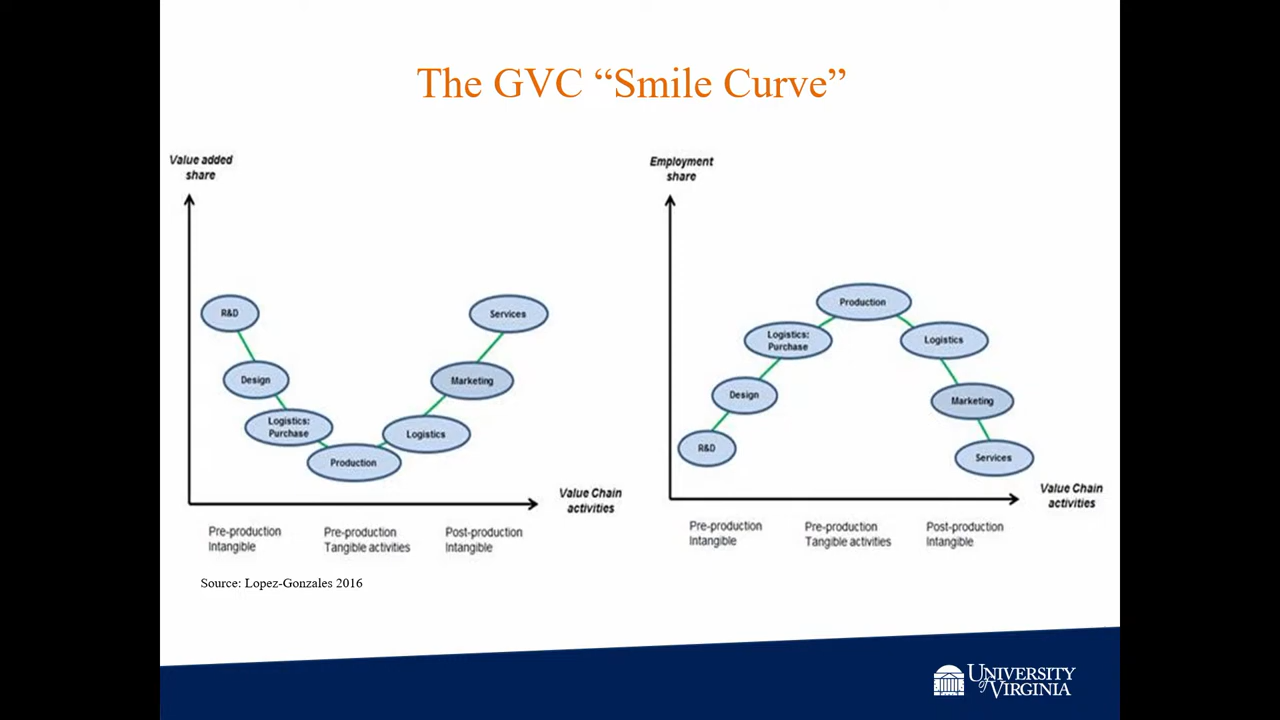 The GVC “Smile Curve”
Value added
share
R&D
Services
Design
Marketing
Logistics:
Purchase
Logistics
Production
Value Chain
activities
Pre-production
Intangible
Pre-production
Tangible activities
Post-production
Intangible
Employment
share
Production
Logistics:
Purchase
Logistics
Design
Marketing
R&D
Services
Value Chain
activities
Pre-production
Intangible
Pre-production
Tangible activities
Post-production
Intangible
Source: Lopez-Gonzales 2016
UNIVERSITY
of VIRGINIA